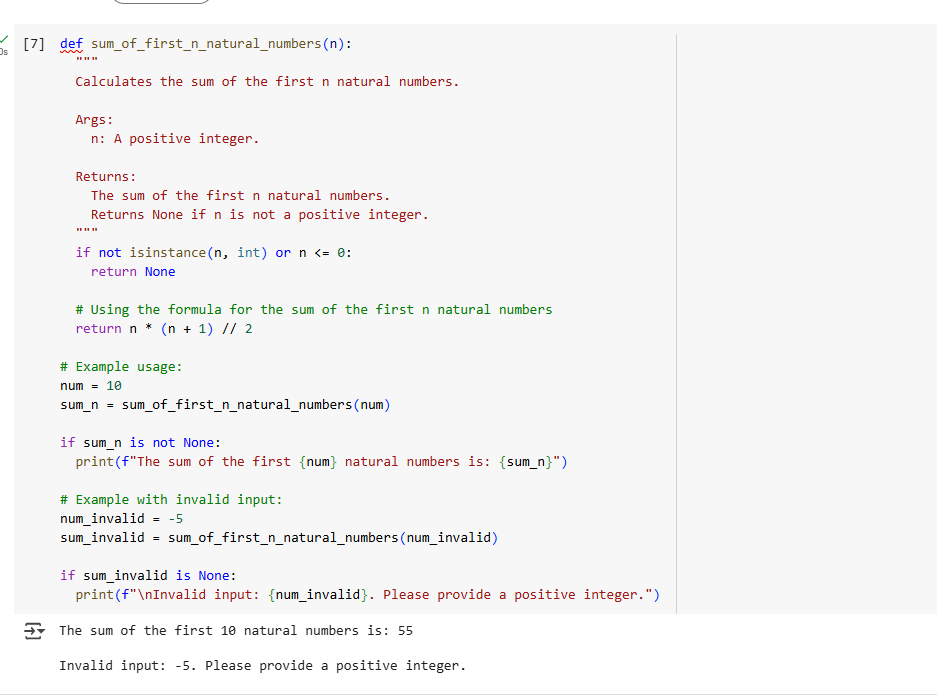 [7] def sum_of_first_n_natural_numbers(n):
0s
"""
Calculates the sum of the first n natural numbers.
Args:
n: A positive integer.
Returns:
The sum of the first n natural numbers.
Returns None if n is not a positive integer.
"""
if not isinstance(n, int) or n <= 0:
return None
# Using the formula for the sum of the first n natural numbers
return n * (n + 1) // 2
# Example usage:
num = 10
sum_n = sum_of_first_n_natural_numbers(num)
if sum_n is not None:
print(f"The sum of the first {num} natural numbers is: {sum_n}")
# Example with invalid input:
num_invalid = -5
sum_invalid = sum_of_first_n_natural_numbers(num_invalid)
if sum_invalid is None:
print(f"\nInvalid input: {num_invalid}. Please provide a positive integer.")
The sum of the first 10 natural numbers is: 55
Invalid input: -5. Please provide a positive integer.